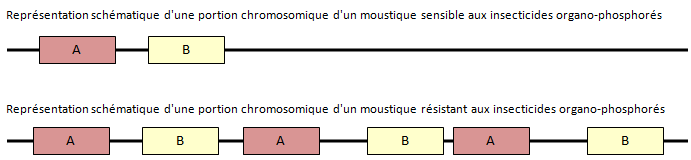 Représentation schématique d'une portion chromosomique d'un moustique sensible aux insecticides organo-phosphorés
A B
Représentation schématique d'une portion chromosomique d'un moustique résistant aux insecticides organo-phosphorés
A B A B A B